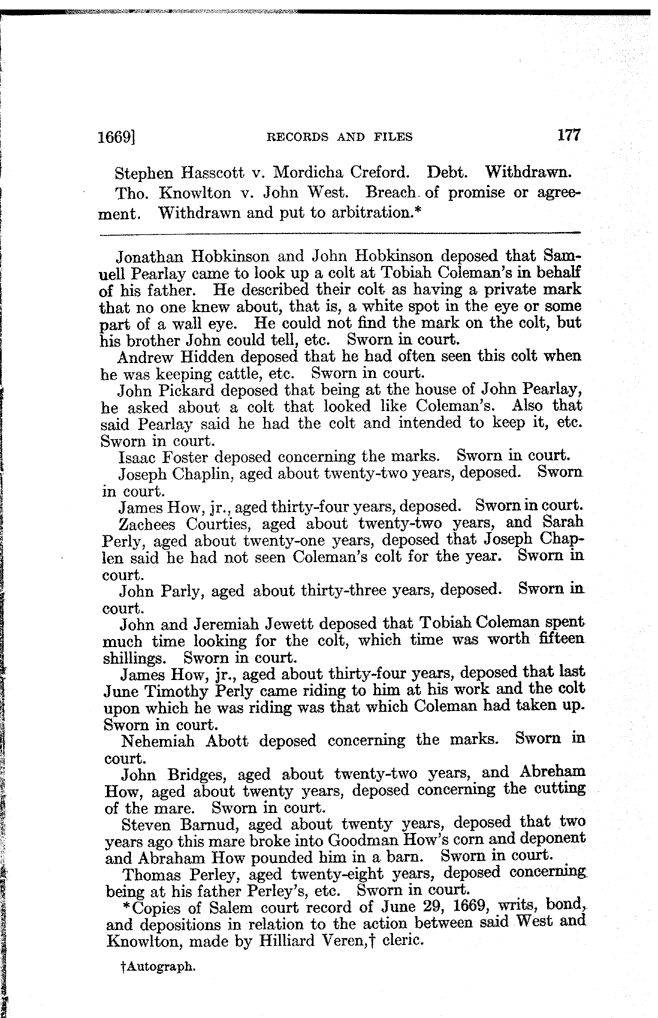 1669] RECORDS AND FILES 177
Stephen Hasscott v. Mordicha Creford. Debt. Withdrawn.
Tho. Knowlton v. John West. Breach of promise or agree-
ment. Withdrawn and put to arbitration.*
Jonathan Hobkinson and John Hobkinson deposed that Sam-
uell Pearlay came to look up a colt at Tobiah Coleman's in behalf
of his father. He described their colt as having a private mark
that no one knew about, that is, a white spot in the eye or some
part of a wall eye. He could not find the mark on the colt, but
his brother John could tell, etc. Sworn in court.
Andrew Hidden deposed that he had often seen this colt when
he was keeping cattle, etc. Sworn in court.
John Pickard deposed that being at the house of John Pearlay,
he asked about a colt that looked like Coleman's. Also that
said Pearlay said he had the colt and intended to keep it, etc.
Sworn in court.
Isaac Foster deposed concerning the marks. Sworn in court.
Joseph Chaplin, aged about twenty-two years, deposed. Sworn
in court.
James How, jr., aged thirty-four years, deposed. Sworn in court.
Zachees Courties, aged about twenty-two years, and Sarah
Perly, aged about twenty-one years, deposed that Joseph Chap-
len said he had not seen Coleman's colt for the year. Sworn in
court.
John Parly, aged about thirty-three years, deposed. Sworn in
court.
John and Jeremiah Jewett deposed that Tobiah Coleman spent
much time looking for the colt, which time was worth fifteen
shillings. Sworn in court.
James How, jr., aged about thirty-four years, deposed that last
June Timothy Perly came riding to him at his work and the colt
upon which he was riding was that which Coleman had taken up.
Sworn in court.
Nehemiah Abott deposed concerning the marks. Sworn in
court.
John Bridges, aged about twenty-two years, and Abreham
How, aged about twenty years, deposed concerning the cutting
of the mare. Sworn in court.
Steven Barnud, aged about twenty years, deposed that two
years ago this mare broke into Goodman How's corn and deponent
and Abraham How pounded him in a barn. Sworn in court.
Thomas Perley, aged twenty-eight years, deposed concerning
being at his father Perley's, etc. Sworn in court.
*Copies of Salem court record of June 29, 1669, writs, bond,
and depositions in relation to the action between said West and
Knowlton, made by Hilliard Veren,† cleric.
†Autograph.